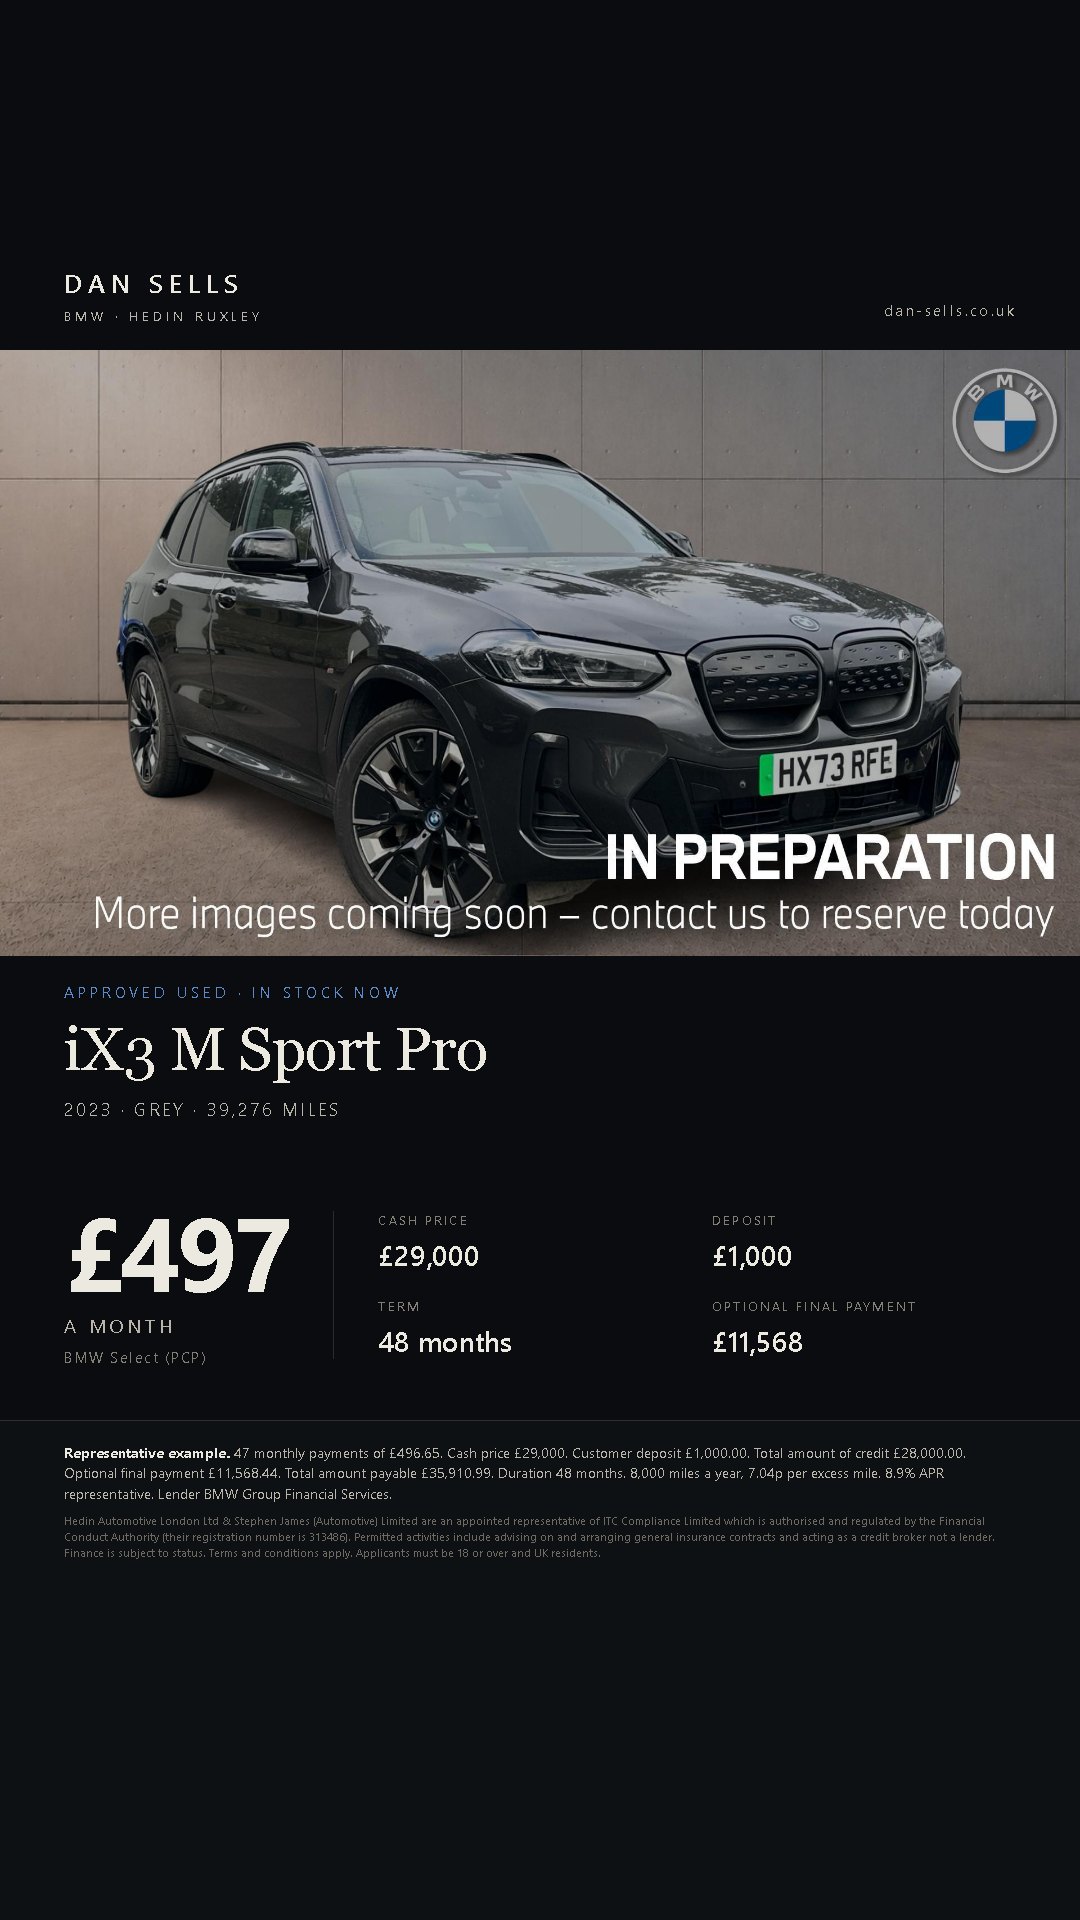 DAN SELLS
BMW · HEDIN RUXLEY
dan-sells.co.uk
BMW
HX73 RFE
IN PREPARATION
More images coming soon – contact us to reserve today
APPROVED USED · IN STOCK NOW
iX3 M Sport Pro
2023 · GREY · 39,276 MILES
£497
A MONTH
BMW Select (PCP)
CASH PRICE
£29,000
DEPOSIT
£1,000
TERM
48 months
OPTIONAL FINAL PAYMENT
£11,568
Representative example. 47 monthly payments of £496.65. Cash price £29,000. Customer deposit £1,000.00. Total amount of credit £28,000.00.
Optional final payment £11,568.44. Total amount payable £35,910.99. Duration 48 months. 8,000 miles a year, 7.04p per excess mile. 8.9% APR
representative. Lender BMW Group Financial Services.
Hedin Automotive London Ltd & Stephen James (Automotive) Limited are an appointed representative of ITC Compliance Limited which is authorised and regulated by the Financial
Conduct Authority (their registration number is 313486). Permitted activities include advising on and arranging general insurance contracts and acting as a credit broker not a lender.
Finance is subject to status. Terms and conditions apply. Applicants must be 18 or over and UK residents.